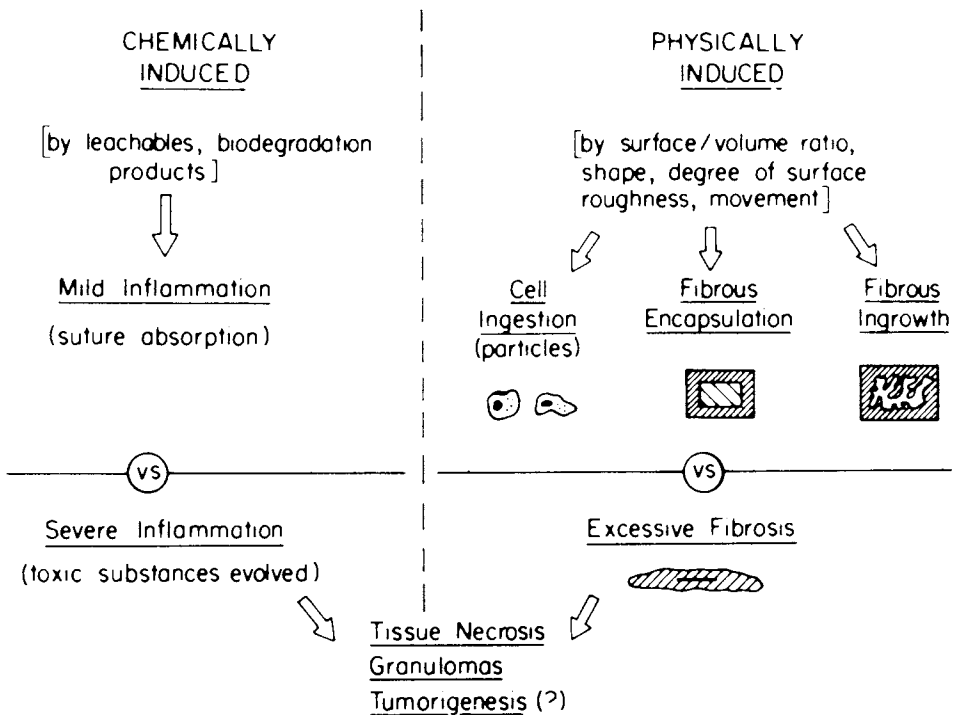 CHEMICALLY
INDUCED
[by leachables, biodegradation
products]
Mild Inflammation
(suture absorption)
vs
Severe Inflammation
(toxic substances evolved)
PHYSICALLY
INDUCED
[by surface/volume ratio,
shape, degree of surface
roughness, movement]
Cell
Ingestion
(particles)
Fibrous
Encapsulation
Fibrous
Ingrowth
vs
Excessive Fibrosis
Tissue Necrosis
Granulomas
Tumorigenesis (?)